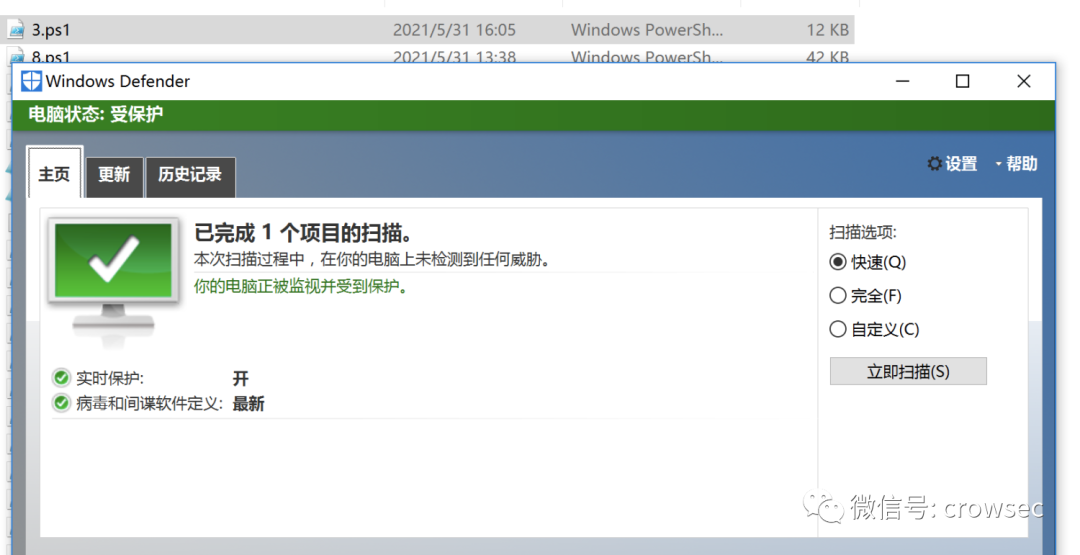 3.ps1 2021/5/31 16:05 Windows PowerSh... 12 KB
8.ps1 2021/5/31 13:38 Windows PowerSh... 42 KB
Windows Defender
电脑状态: 受保护
主页 更新 历史记录 设置 帮助
已完成 1 个项目的扫描。
本次扫描过程中，在你的电脑上未检测到任何威胁。
你的电脑正被监视并受到保护。
实时保护: 开
病毒和间谍软件定义: 最新
扫描选项:
快速(Q)
完全(F)
自定义(C)
立即扫描(S)
微信号: crowsec